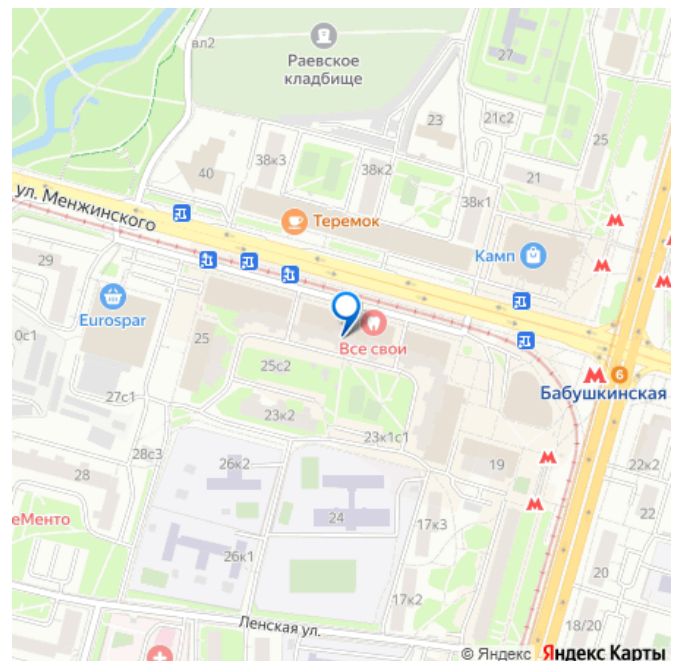 вл2
Раевское
кладбище
27
23
21с2
25
40
38к3
38к2
21
38к1
ул. Менжинского
Теремок
Камп
29
Eurospar
0с1
25
Все свои
25с2
6
Бабушкинская
27с1
23к2
23к1с1
28с3
26к2
19
22к2
28
еМенто
24
17к3
22
26к1
20
17к2
Ленская ул.
18/20
© Яндекс Яндекс Карты